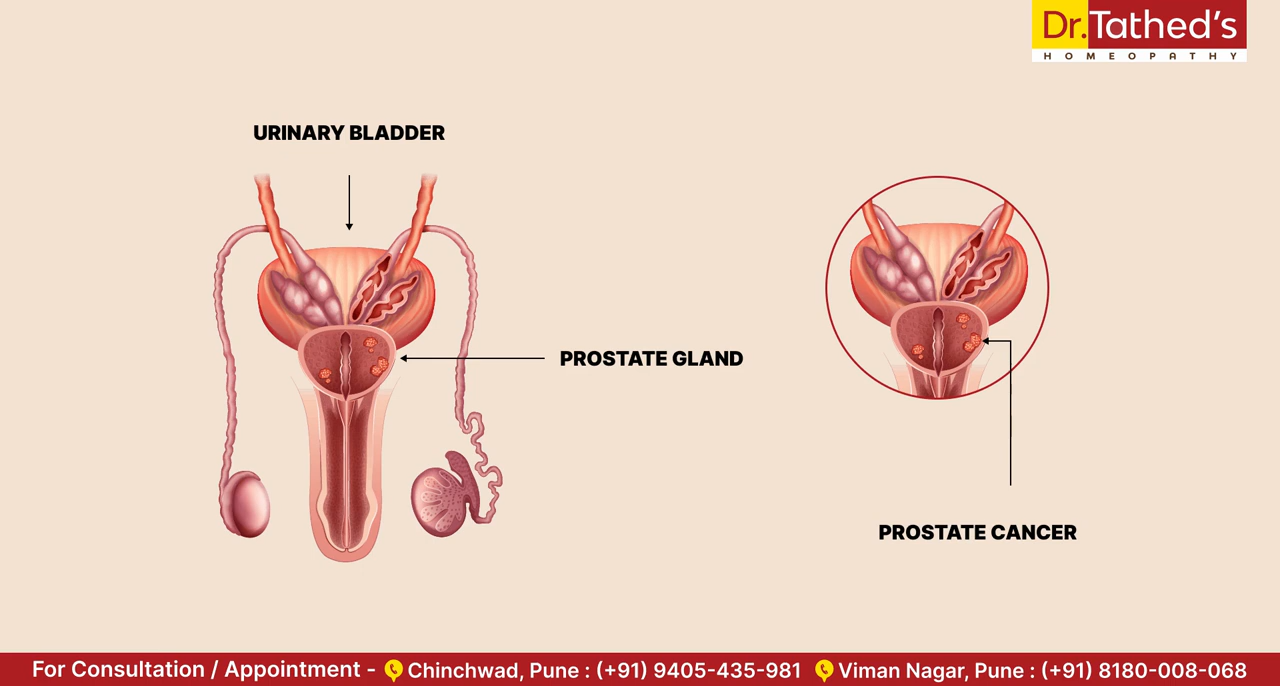 Dr.Tathed's
HOMEOPATHY
URINARY BLADDER
PROSTATE GLAND
PROSTATE CANCER
For Consultation / Appointment - Chinchwad, Pune : (+91) 9405-435-981 Viman Nagar, Pune : (+91) 8180-008-068